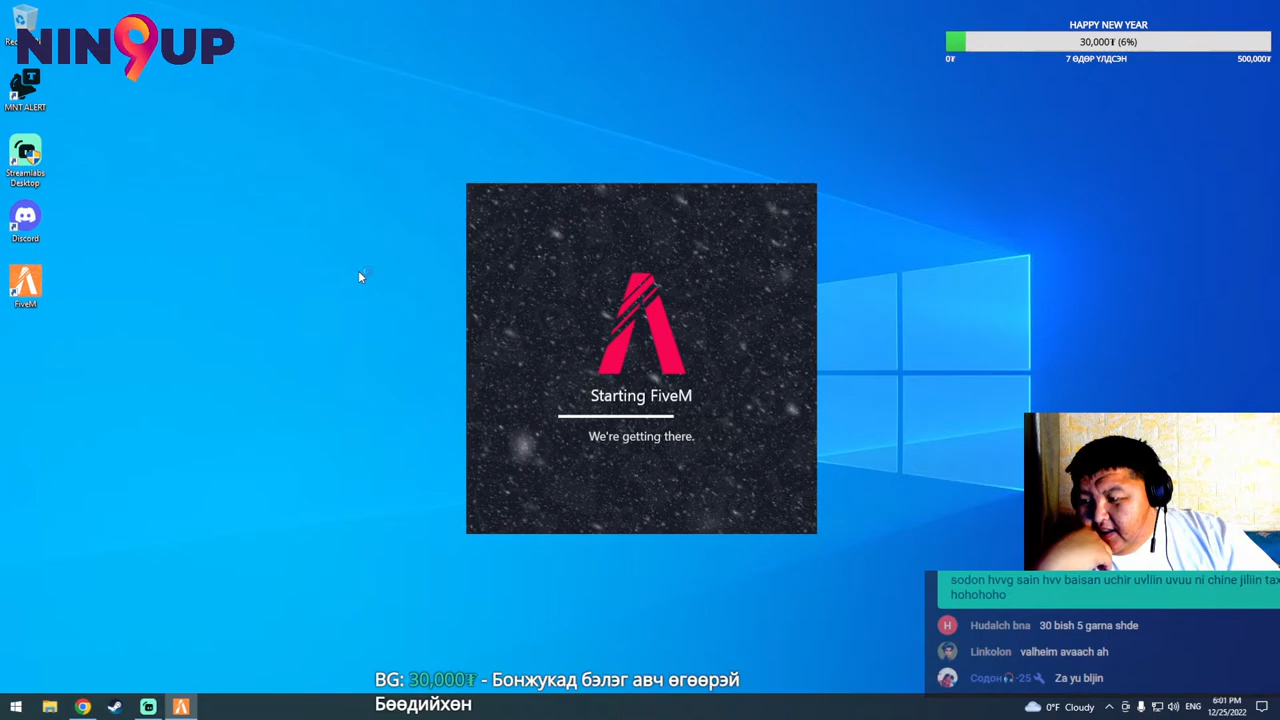 NIN9UP
MNT ALERT
Streamlabs
Desktop
Discord
FiveM
HAPPY NEW YEAR
30,000₮ (6%)
0₮
7 ӨДӨР ҮЛДСЭН
500,000₮
Starting FiveM
We're getting there.
sodon hvvg sain hvv baisan uchir uvliin uvuu ni chine jiliin tax
hohohoho
H Hudalch bna 30 bish 5 garna shde
Linkolon valheim avaach ah
Содон🎧-25🔧 Za yu bljin
BG: 30,000₮ - Бонжукад бэлэг авч өгөөрэй
Бөөдийхөн
0°F Cloudy
ENG
6:01 PM
12/25/2022